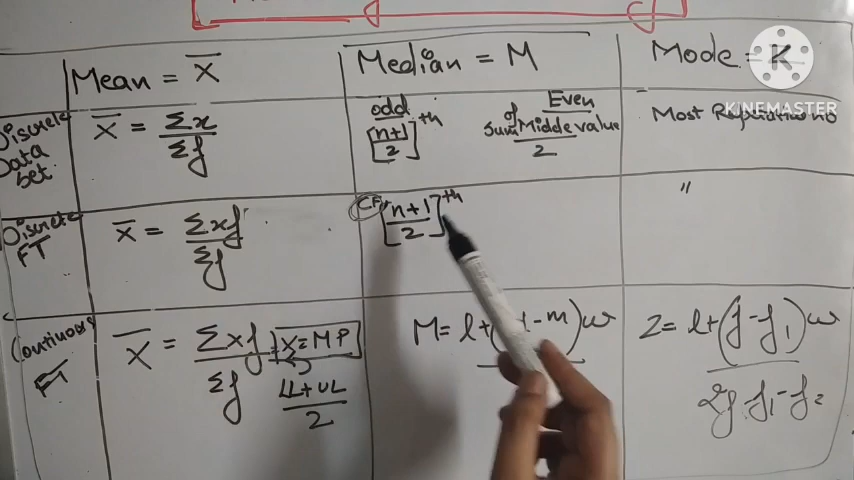 Mean = X̄
Median = M
Mode = K
KINEMASTER
Discrete
Data
Set
X̄ = Σx / Σf
odd
[n+1 / 2]th
Even
Sum of Middle value
2
Discrete
FT
x̄ = Σxf / Σf
CF
[n+1 / 2]th
"
Continuous
FT
X̄ = Σxf / Σf
X = MP
LL+UL / 2
M = l+( - m)w
Z = l+(f-f₁)w
2f-f₁-f₂
Most
no